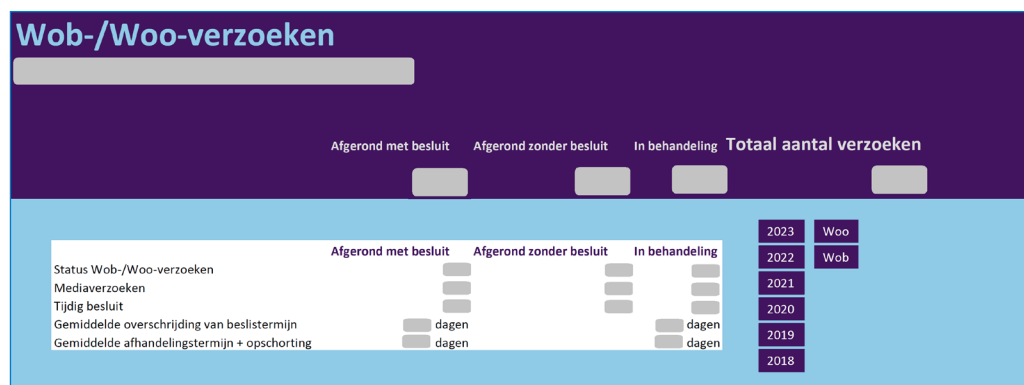 Wob-/Woo-verzoeken
Afgerond met besluit Afgerond zonder besluit In behandeling Totaal aantal verzoeken
Afgerond met besluit Afgerond zonder besluit In behandeling
Status Wob-/Woo-verzoeken
Mediaverzoeken
Tijdig besluit
Gemiddelde overschrijding van beslistermijn dagen dagen
Gemiddelde afhandelingstermijn + opschorting dagen dagen
2023 Woo
2022 Wob
2021
2020
2019
2018